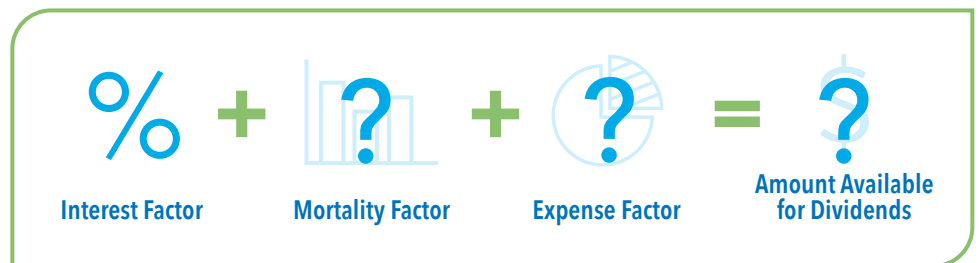 % + ? + ? = $ ?
Interest Factor
Mortality Factor
Expense Factor
Amount Available
for Dividends